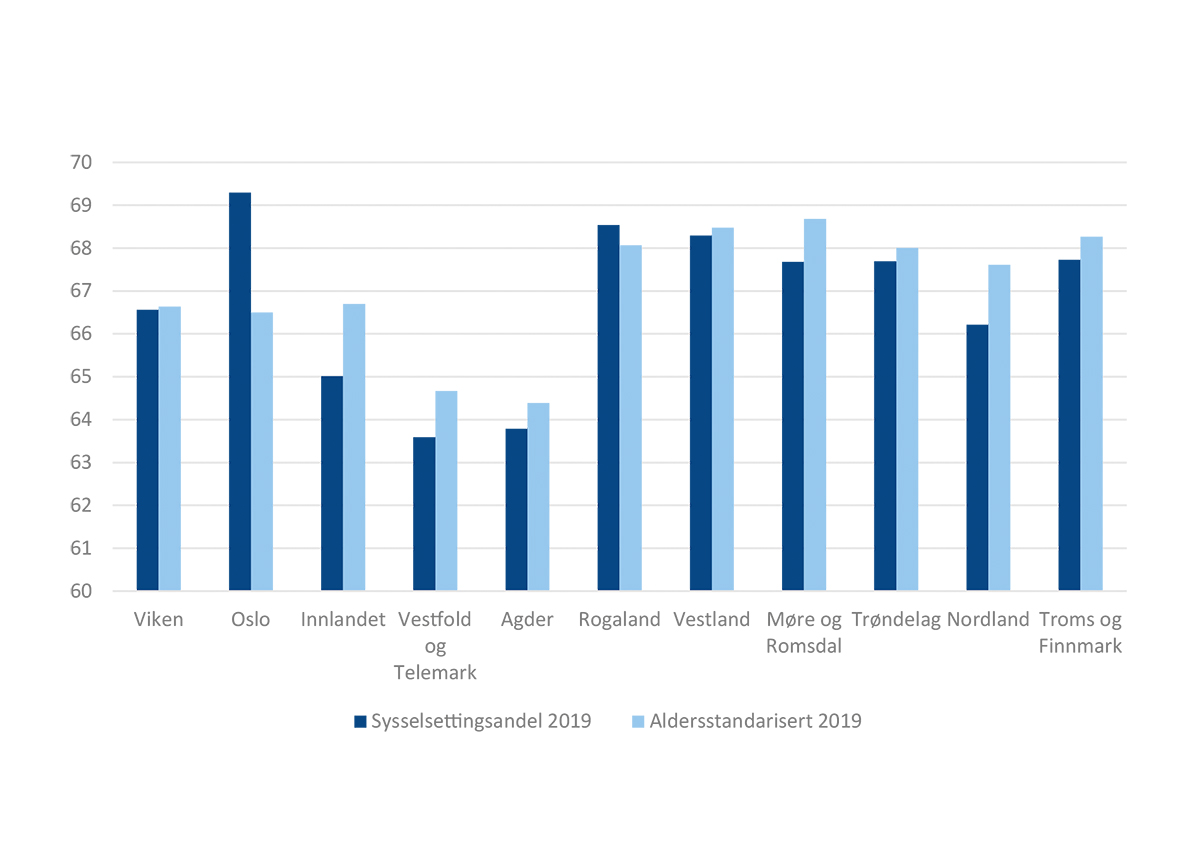 70
69
68
67
66
65
64
63
62
61
60
Viken Oslo Innlandet Vestfold Agder Rogaland Vestland Møre og Trøndelag Nordland Troms og
og Romsdal Finnmark
Telemark
Sysselsettingsandel 2019 Aldersstandarisert 2019